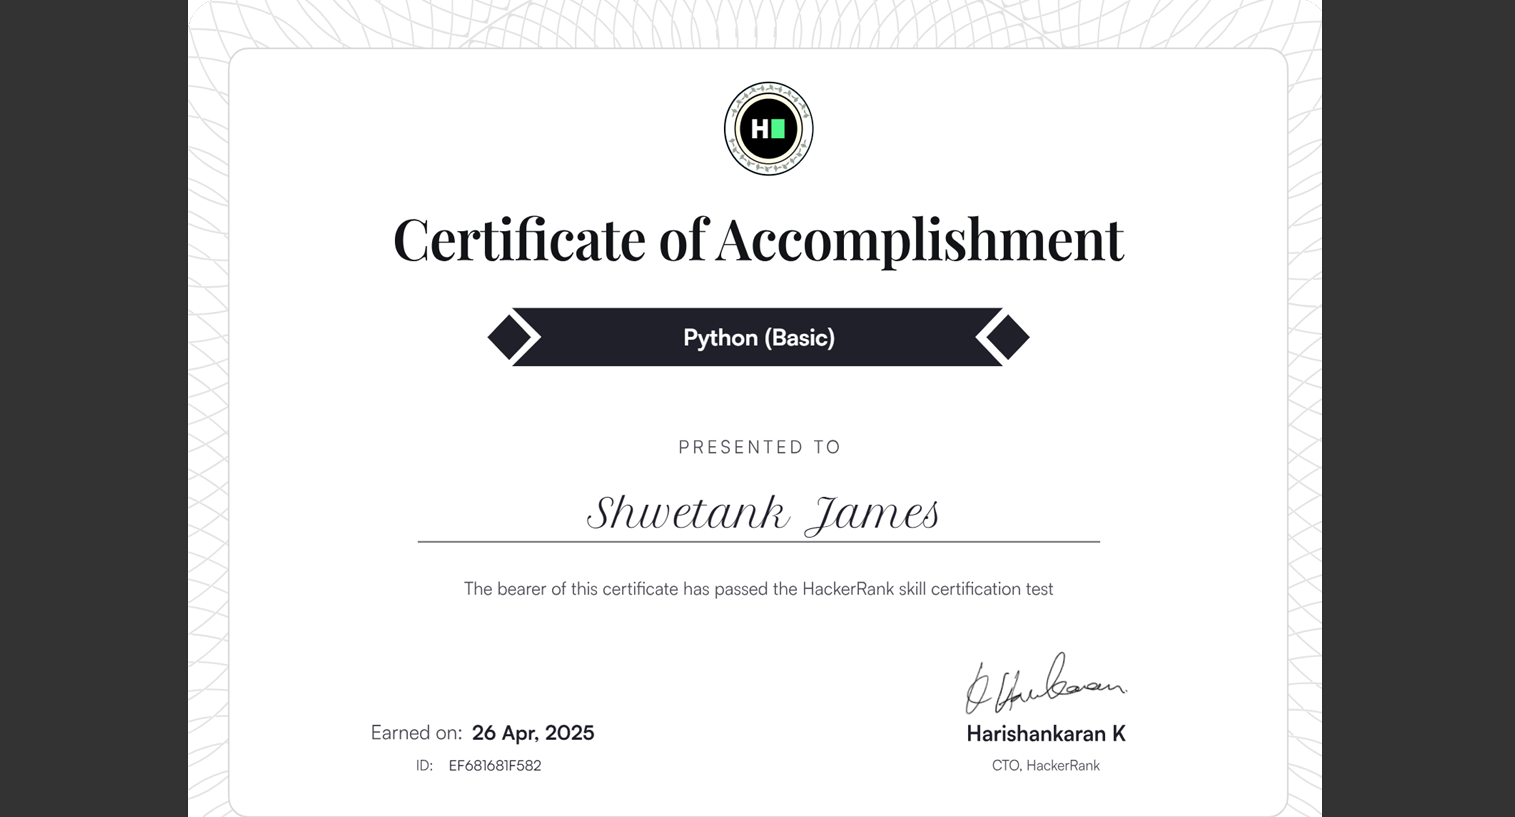 H
Certificate of Accomplishment
Python (Basic)
PRESENTED TO
Shwetank James
The bearer of this certificate has passed the HackerRank skill certification test
Earned on: 26 Apr, 2025
ID: EF681681F582
Harishankaran K
CTO, HackerRank